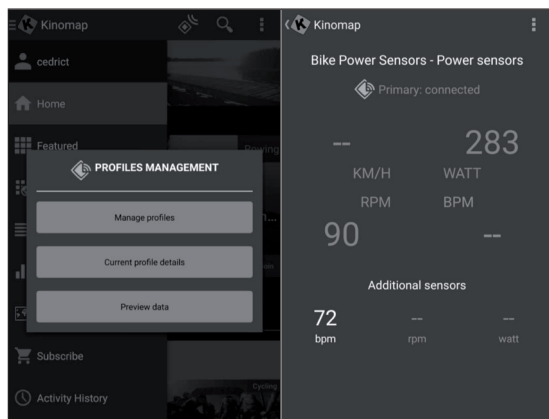 Kinomap
cedrict
Home
Featured
Rowing
PROFILES MANAGEMENT
Manage profiles
Current profile details
Preview data
Subscribe
Cycling
Activity History
Kinomap
Bike Power Sensors - Power sensors
Primary: connected
-- 283
KM/H WATT
RPM BPM
90 --
Additional sensors
72 -- --
bpm rpm watt